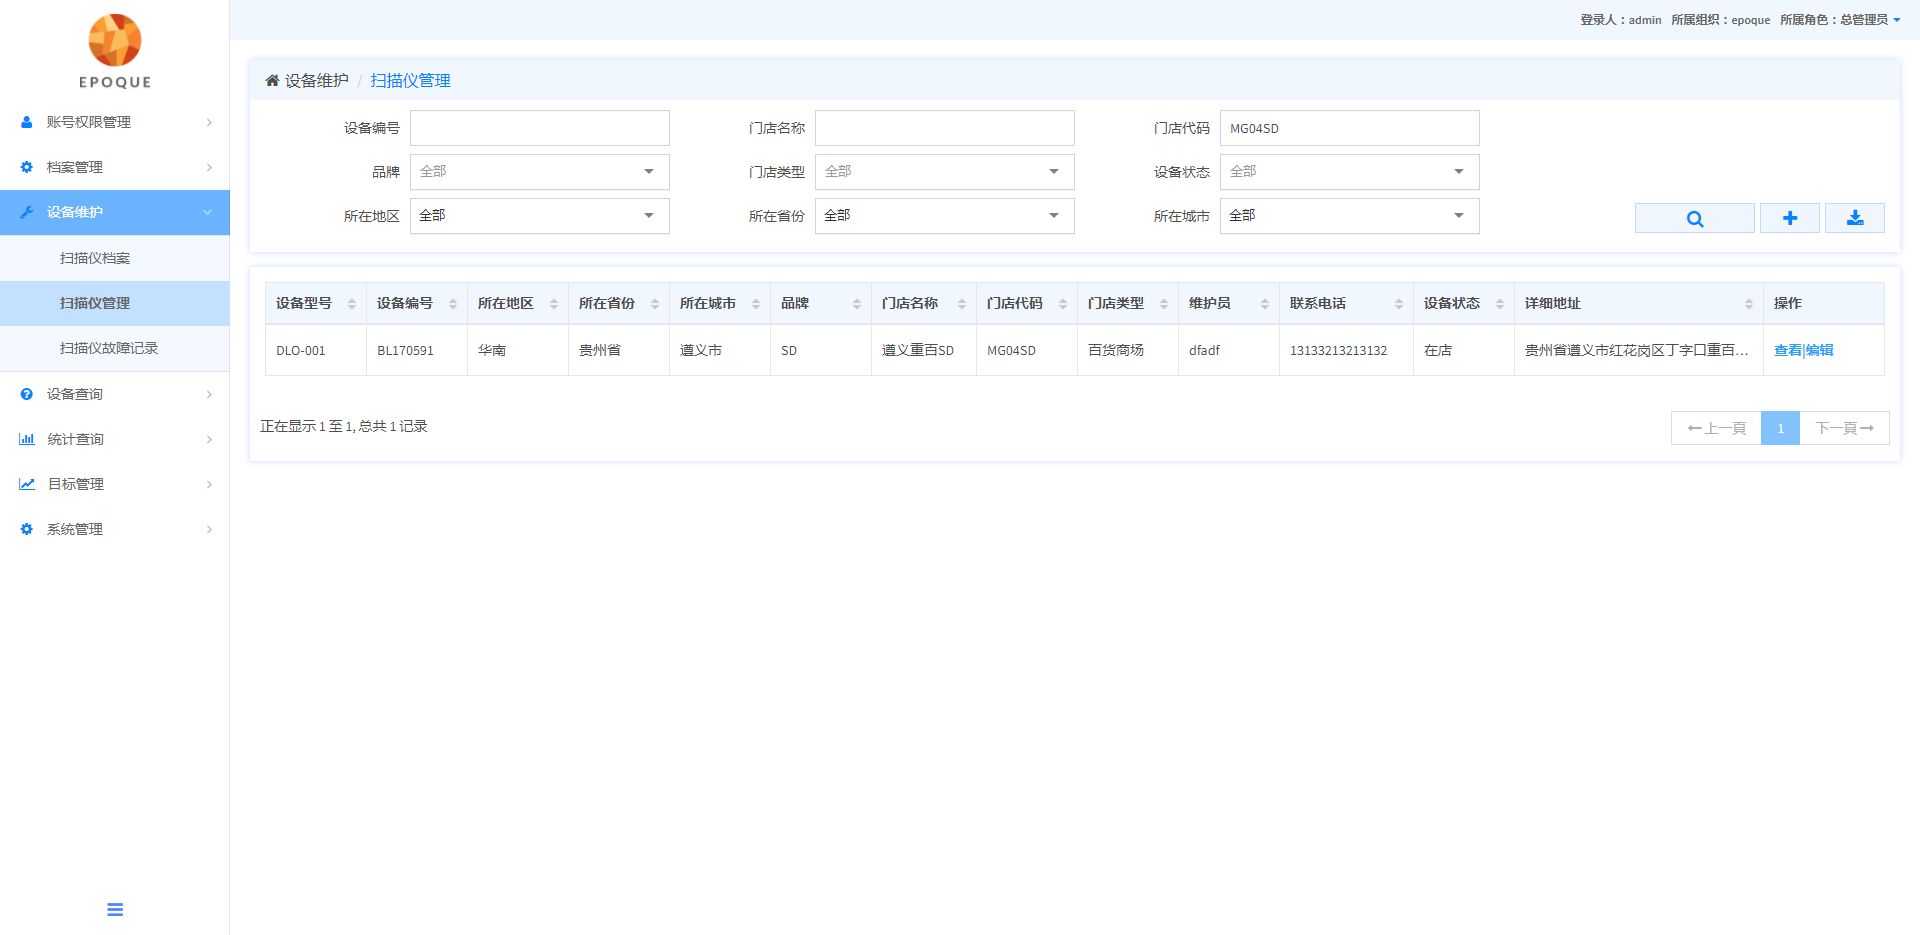 EPOQUE
登录人：admin 所属组织：epoque 所属角色：总管理员
账号权限管理
档案管理
设备维护
扫描仪档案
扫描仪管理
扫描仪故障记录
设备查询
统计查询
目标管理
系统管理
设备维护 / 扫描仪管理
设备编号 门店名称 门店代码 MG04SD
品牌 全部 门店类型 全部 设备状态 全部
所在地区 全部 所在省份 全部 所在城市 全部
设备型号 设备编号 所在地区 所在省份 所在城市 品牌 门店名称 门店代码 门店类型 维护员 联系电话 设备状态 详细地址 操作
DLO-001 BL170591 华南 贵州省 遵义市 SD 遵义重百SD MG04SD 百货商场 dfadf 13133213213132 在店 贵州省遵义市红花岗区丁字口重百... 查看|编辑
正在显示 1 至 1, 总共 1 记录
←上一頁 1 下一頁→